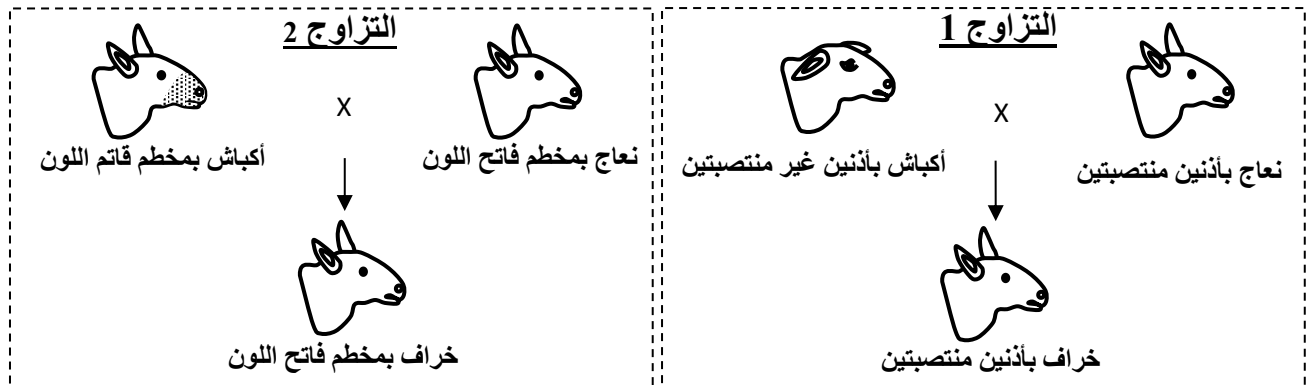 التزاوج 1
X
نعاج بأذنين منتصبتين
أكباش بأذنين غير منتصبتين
خراف بأذنين منتصبتين
التزاوج 2
X
نعاج بمخطم فاتح اللون
أكباش بمخطم قاتم اللون
خراف بمخطم فاتح اللون